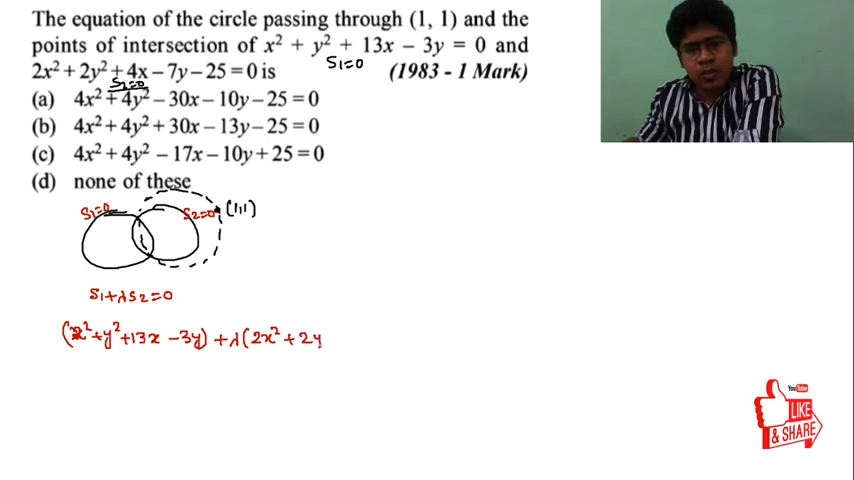 The equation of the circle passing through (1, 1) and the
points of intersection of x² + y² + 13x – 3y = 0 and
S₁=0
2x² + 2y² + 4x – 7y – 25 = 0 is (1983 - 1 Mark)
S₂=0
(a) 4x² + 4y² – 30x – 10y – 25 = 0
(b) 4x² + 4y² + 30x – 13y – 25 = 0
(c) 4x² + 4y² – 17x – 10y + 25 = 0
(d) none of these
S₁=0 S₂=0 (1,1)
S₁+λS₂=0
(x²+y²+13x –3y) +λ(2x² + 2y
YouTube
LIKE
& SHARE